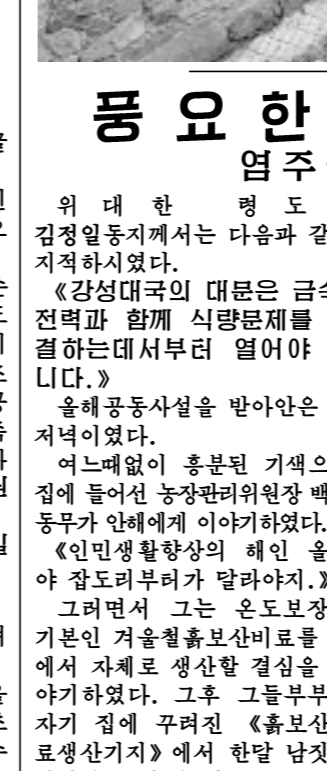 풍 요 한
염 주
위 대 한 령 도
김정일동지께서는 다음과 같
지적하시였다.
《강성대국의 대문은 금속
전력과 함께 식량문제를
결하는데서부터 열어야
니다.》
올해공동사설을 받아안은
저녁이였다.
여느때없이 흥분된 기색으
집에 들어선 농장관리위원장 백
동무가 안해에게 이야기하였다.
《인민생활향상의 해인 올
야 잡도리부터가 달라야지.》
그러면서 그는 온도보장
기본인 겨울철흙보산비료를
에서 자체로 생산할 결심을
야기하였다. 그후 그들부부
자기 집에 꾸려진 《흙보산
료생산기지》에서 한달 남짓